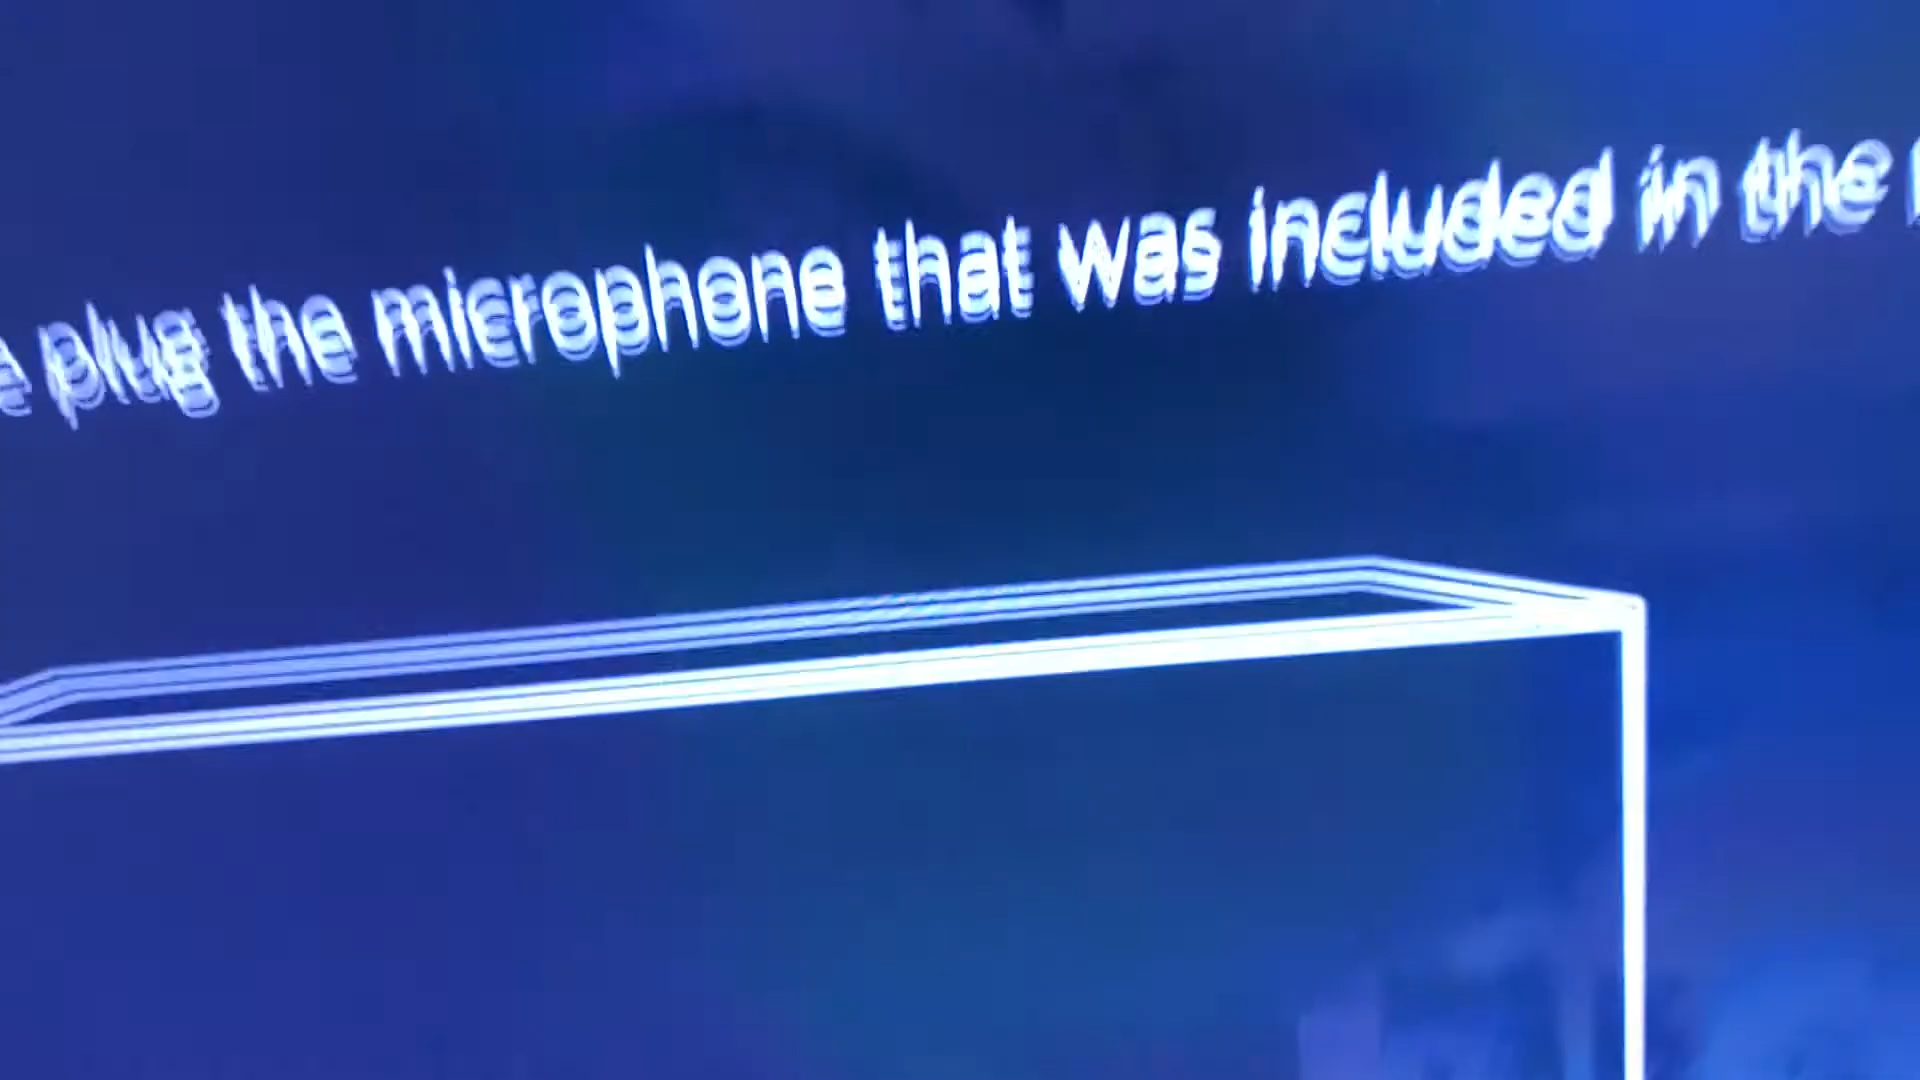 plug the microphone that was included in the